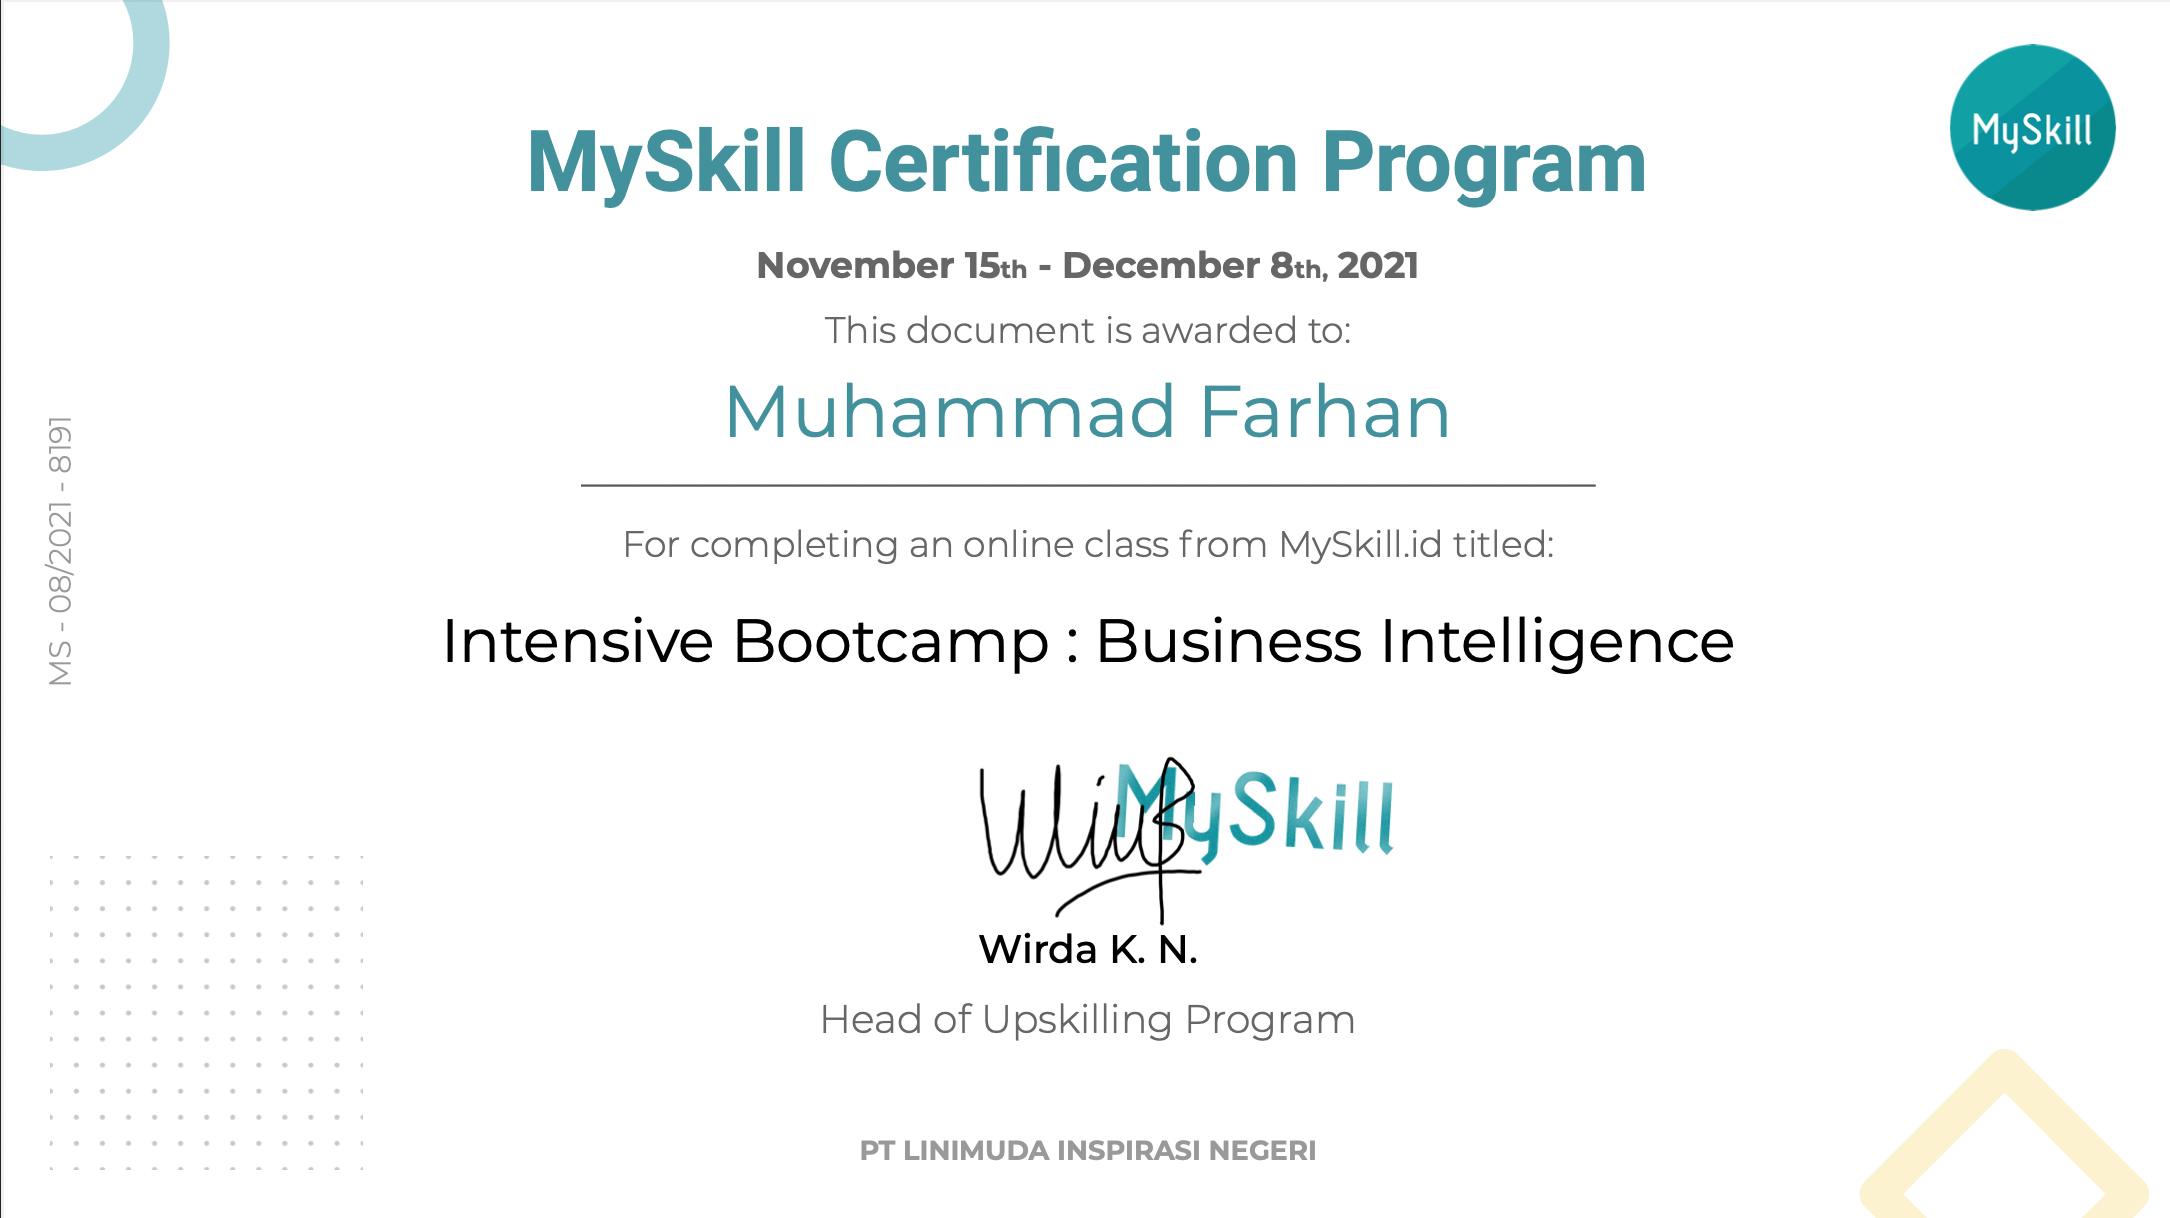 MySkill
MySkill Certification Program
November 15th - December 8th, 2021
This document is awarded to:
Muhammad Farhan
MS - 08/2021 - 8191
For completing an online class from MySkill.id titled:
Intensive Bootcamp : Business Intelligence
MySkill
Wirda K. N.
Head of Upskilling Program
PT LINIMUDA INSPIRASI NEGERI